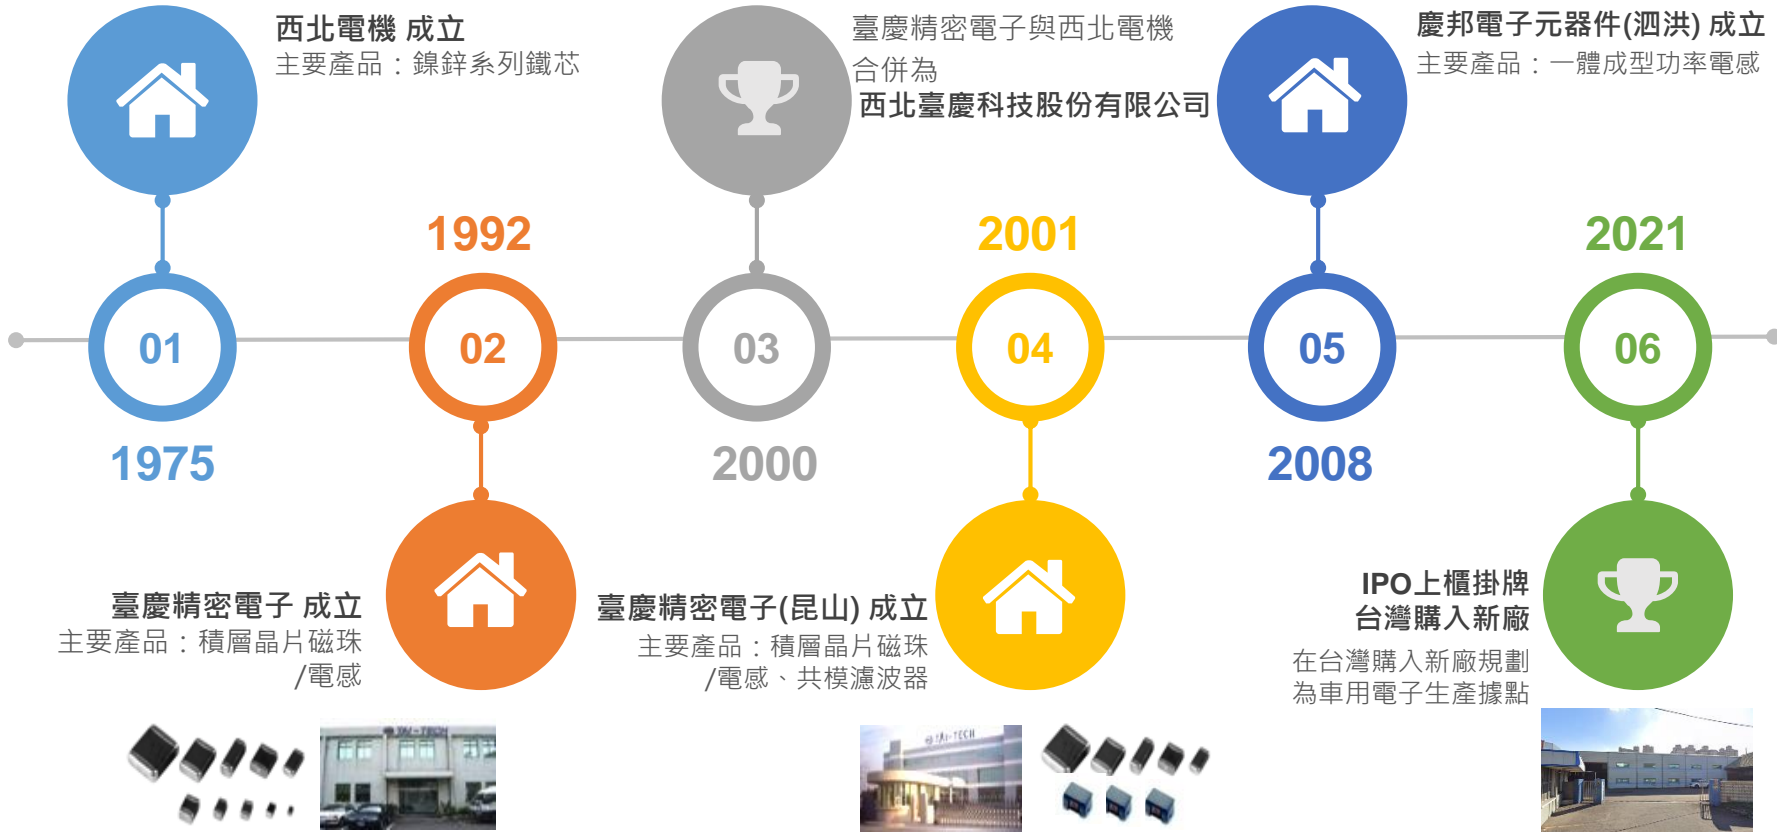 西北電機 成立
主要產品：鎳鋅系列鐵芯
01
1975
1992
02
臺慶精密電子 成立
主要產品：積層晶片磁珠
/電感
TAI-TECH
臺慶精密電子與西北電機
合併為
西北臺慶科技股份有限公司
03
2000
2001
04
臺慶精密電子(昆山) 成立
主要產品：積層晶片磁珠
/電感、共模濾波器
TAI-TECH
慶邦電子元器件(泗洪) 成立
主要產品：一體成型功率電感
05
2008
2021
06
IPO上櫃掛牌
台灣購入新廠
在台灣購入新廠規劃
為車用電子生產據點